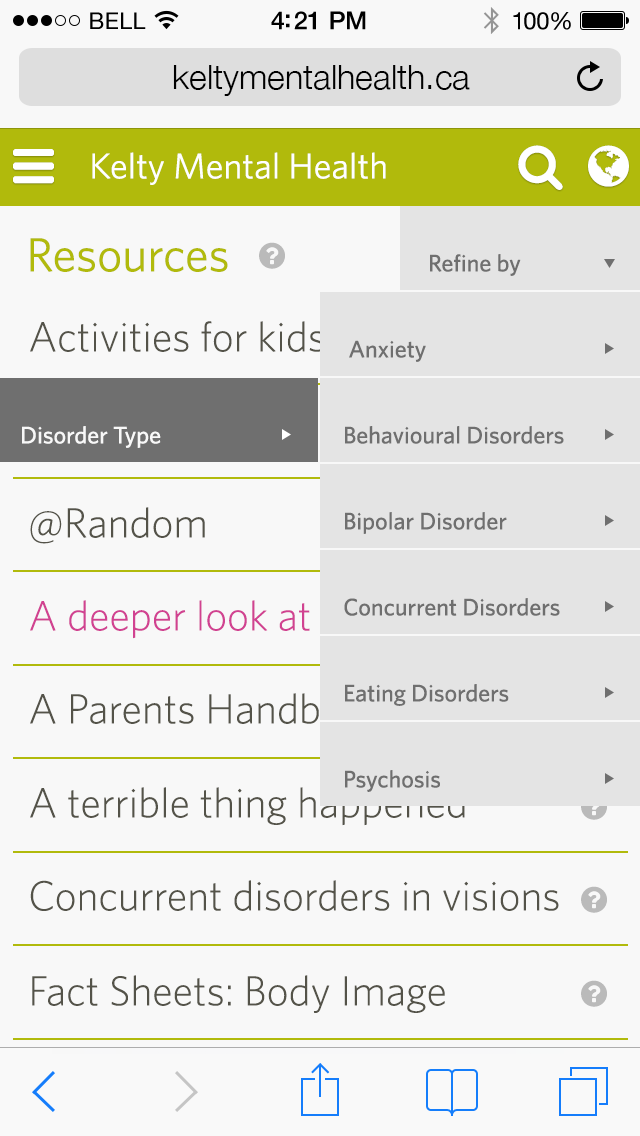 BELL 4:21 PM 100%
keltymentalhealth.ca
Kelty Mental Health
Resources ? Refine by
Activities for kids
Anxiety
Disorder Type
Behavioural Disorders
@Random
Bipolar Disorder
A deeper look at
Concurrent Disorders
A Parents Handb
Eating Disorders
Psychosis
A terrible thing happened ?
Concurrent disorders in visions ?
Fact Sheets: Body Image ?